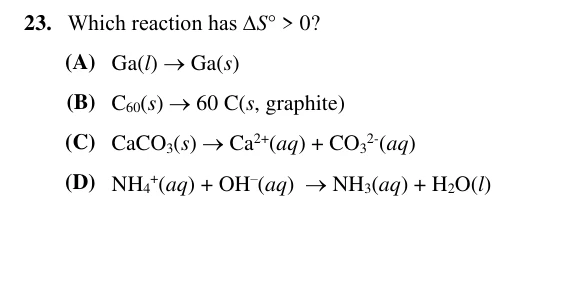 23. Which reaction has ΔS° > 0?
(A) Ga(l) → Ga(s)
(B) C₆₀(s) → 60 C(s, graphite)
(C) CaCO₃(s) → Ca²⁺(aq) + CO₃²⁻(aq)
(D) NH₄⁺(aq) + OH⁻(aq) → NH₃(aq) + H₂O(l)